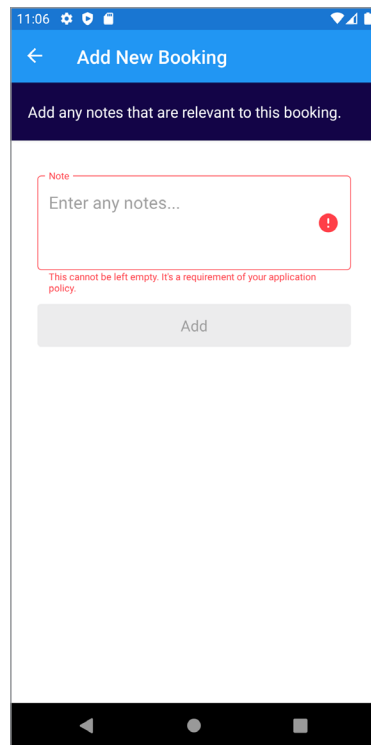 11:06
Add New Booking
Add any notes that are relevant to this booking.
Note
Enter any notes...
This cannot be left empty. It's a requirement of your application
policy.
Add